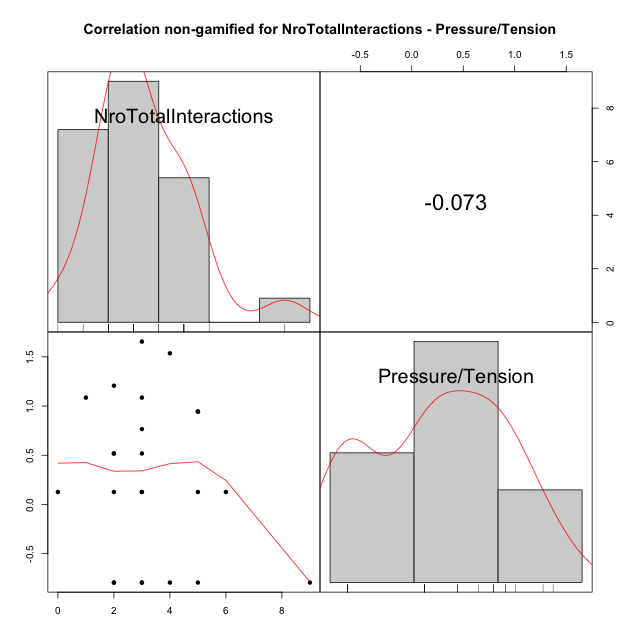 Correlation non-gamified for NroTotalInteractions - Pressure/Tension
-0.5 0.0 0.5 1.0 1.5
NroTotalInteractions
-0.073
0 2 4 6 8
Pressure/Tension
-0.5 0.0 0.5 1.0 1.5
0 2 4 6 8